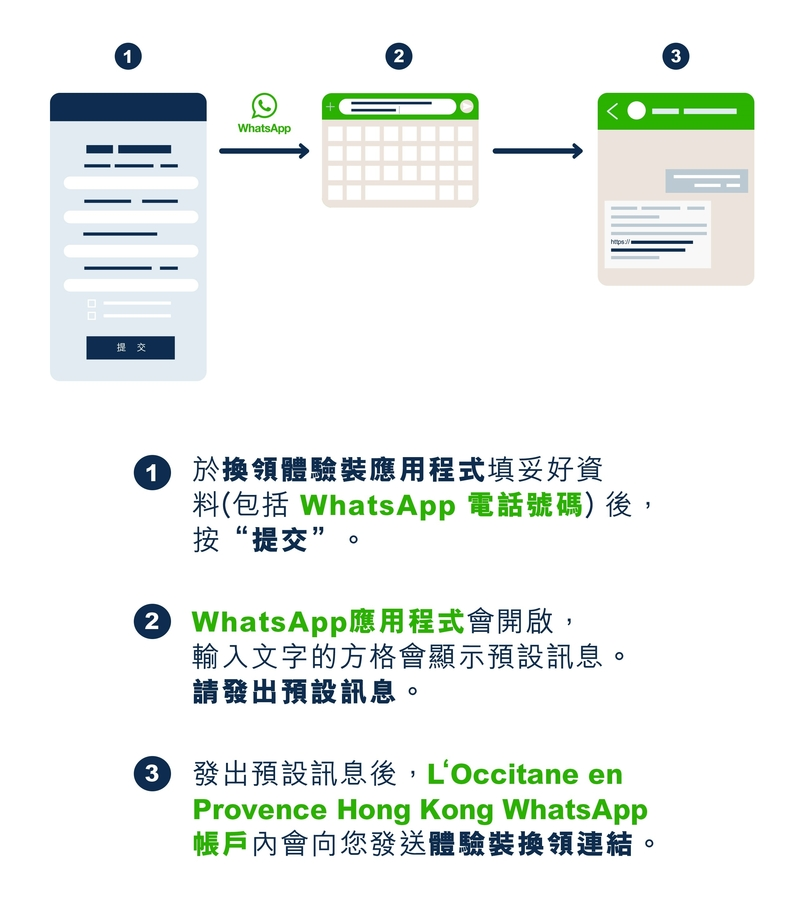 1
2
3
WhatsApp
https://
提 交
1
於換領體驗裝應用程式填妥好資
料(包括 WhatsApp 電話號碼) 後，
按“提交”。
2
WhatsApp應用程式會開啟，
輸入文字的方格會顯示預設訊息。
請發出預設訊息。
3
發出預設訊息後，L‘Occitane en
Provence Hong Kong WhatsApp
帳戶內會向您發送體驗裝換領連結。